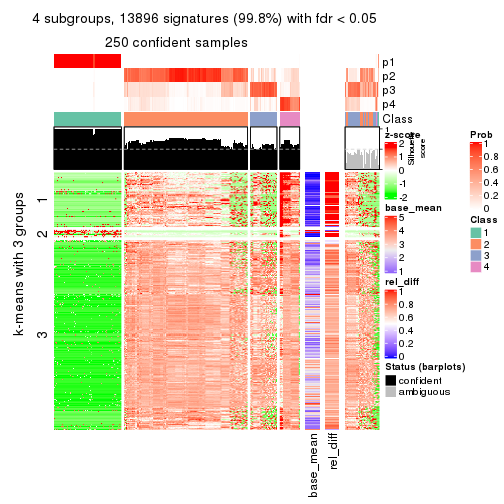 4 subgroups, 13896 signatures (99.8%) with fdr < 0.05
250 confident samples
p1
p2
p3
p4
Class
1
Silhouette
score
k-means with 3 groups
1
2
3
base_mean
rel_diff
z-score
2
1
0
-1
-2
base_mean
5
4
3
2
1
rel_diff
1
0.8
0.6
0.4
0.2
0
Status (barplots)
confident
ambiguous
Prob
1
0.8
0.6
0.4
0.2
0
Class
1
2
3
4